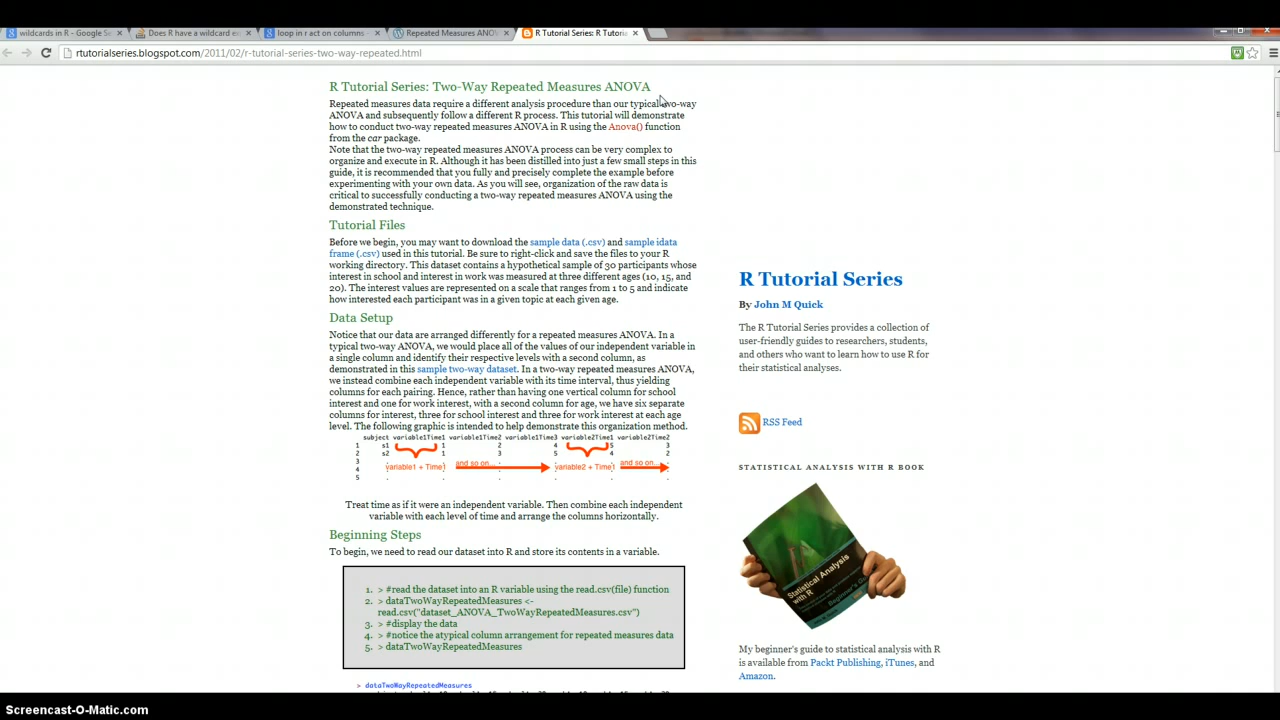 wildcards in R - Google Se
Does R have a wildcard ex
loop in r act on columns -
Repeated Measures ANOV
R Tutorial Series: R Tutoria
rtutorialseries.blogspot.com/2011/02/r-tutorial-series-two-way-repeated.html
R Tutorial Series: Two-Way Repeated Measures ANOVA
Repeated measures data require a different analysis procedure than our typical two-way
ANOVA and subsequently follow a different R process. This tutorial will demonstrate
how to conduct two-way repeated measures ANOVA in R using the Anova() function
from the car package.
Note that the two-way repeated measures ANOVA process can be very complex to
organize and execute in R. Although it has been distilled into just a few small steps in this
guide, it is recommended that you fully and precisely complete the example before
experimenting with your own data. As you will see, organization of the raw data is
critical to successfully conducting a two-way repeated measures ANOVA using the
demonstrated technique.
Tutorial Files
Before we begin, you may want to download the sample data (.csv) and sample idata
frame (.csv) used in this tutorial. Be sure to right-click and save the files to your R
working directory. This dataset contains a hypothetical sample of 30 participants whose
interest in school and interest in work was measured at three different ages (10, 15, and
20). The interest values are represented on a scale that ranges from 1 to 5 and indicate
how interested each participant was in a given topic at each given age.
Data Setup
Notice that our data are arranged differently for a repeated measures ANOVA. In a
typical two-way ANOVA, we would place all of the values of our independent variable in
a single column and identify their respective levels with a second column, as
demonstrated in this sample two-way dataset. In a two-way repeated measures ANOVA,
we instead combine each independent variable with its time interval, thus yielding
columns for each pairing. Hence, rather than having one vertical column for school
interest and one for work interest, with a second column for age, we have six separate
columns for interest, three for school interest and three for work interest at each age
level. The following graphic is intended to help demonstrate this organization method.
subject variable1Time1 variable1Time2 variable1Time3 variable2Time1 variable2Time2
1 s1 1 2 4 5 3
2 s2 1 3 5 4 2
3
4
5
variable1 + Time1
and so on...
variable2 + Time1
and so on...
Treat time as if it were an independent variable. Then combine each independent
variable with each level of time and arrange the columns horizontally.
Beginning Steps
To begin, we need to read our dataset into R and store its contents in a variable.
1. > #read the dataset into an R variable using the read.csv(file) function
2. > dataTwoWayRepeatedMeasures <-
read.csv("dataset_ANOVA_TwoWayRepeatedMeasures.csv")
3. > #display the data
4. > #notice the atypical column arrangement for repeated measures data
5. > dataTwoWayRepeatedMeasures
> dataTwoWayRepeatedMeasures
R Tutorial Series
By John M Quick
The R Tutorial Series provides a collection of
user-friendly guides to researchers, students,
and others who want to learn how to use R for
their statistical analyses.
RSS Feed
STATISTICAL ANALYSIS WITH R BOOK
Statistical Analysis
with R
My beginner's guide to statistical analysis with R
is available from Packt Publishing, iTunes, and
Amazon.
Screencast-O-Matic.com